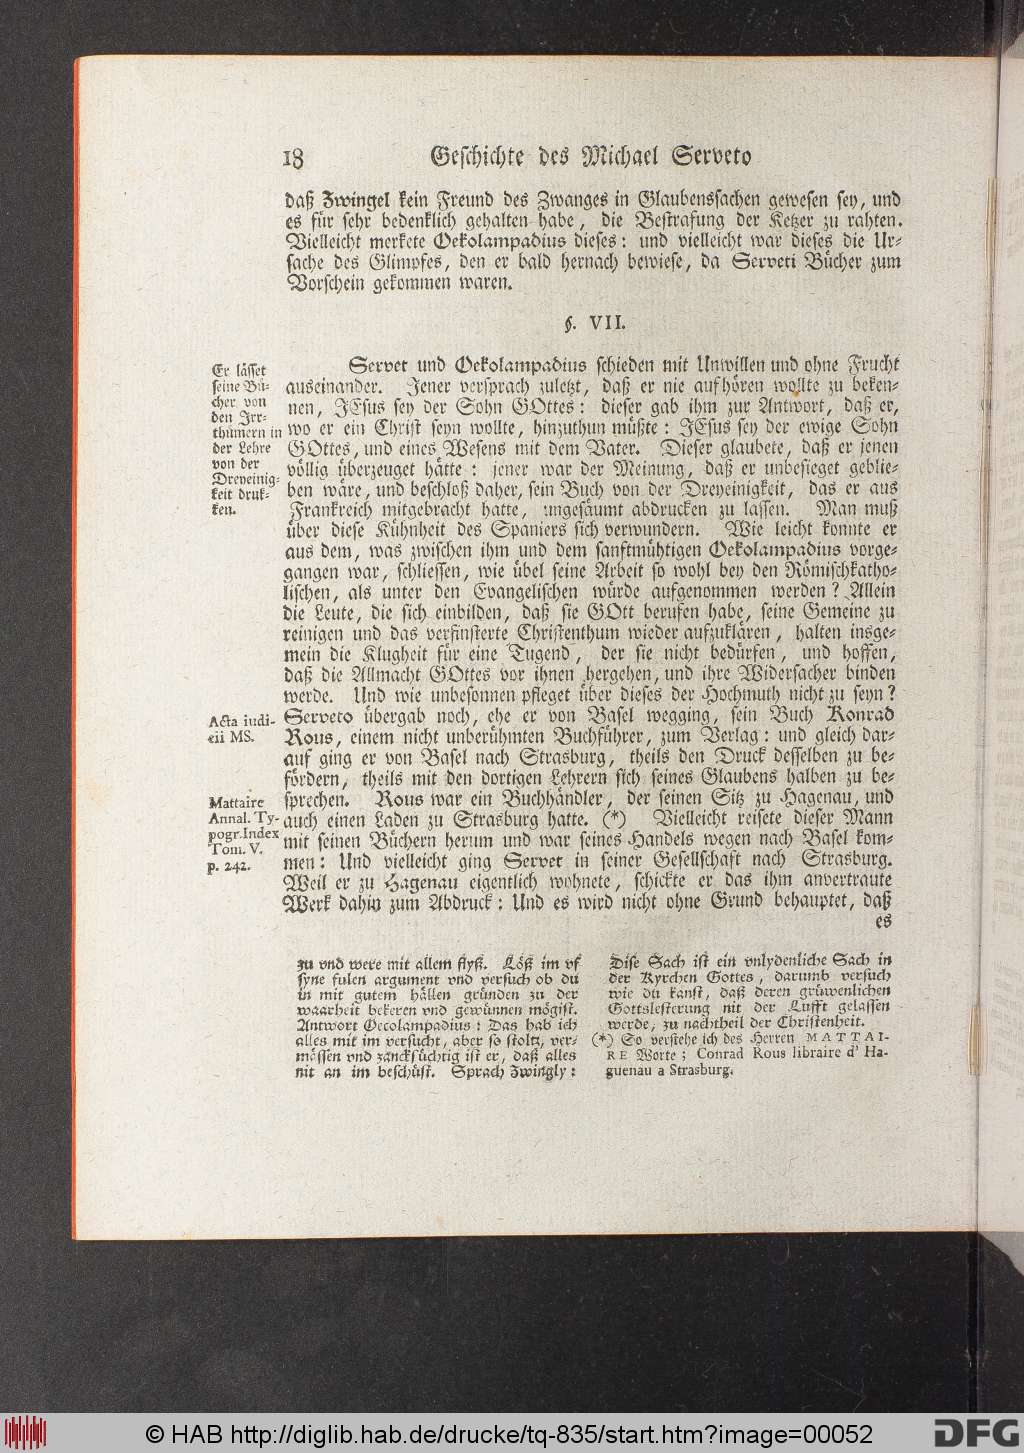 18 Geschichte des Michael Serveto
daß Zwingel kein Freund des Zwanges in Glaubenssachen gewesen sey, und
es für sehr bedenklich gehalten habe, die Bestrafung der Ketzer zu rahten.
Vielleicht merkete Oekolampadius dieses: und vielleicht war dieses die Ur-
sache des Glimpfes, den er bald hernach bewiese, da Serveti Bücher zum
Vorschein gekommen waren.
§. VII.
Er lässet
seine Bü-
cher von
den Irr-
thümern in
der Lehre
von der
Dreyeinig-
keit druk-
ken.
Servet und Oekolampadius schieden mit Unwillen und ohne Frucht
auseinander. Jener versprach zuletzt, daß er nie aufhören wollte zu beken-
nen, JEsus sey der Sohn GOttes: dieser gab ihm zur Antwort, daß er,
wo er ein Christ seyn wollte, hinzuthun müßte: JEsus sey der ewige Sohn
GOttes, und eines Wesens mit dem Vater. Dieser glaubete, daß er jenen
völlig überzeuget hätte: jener war der Meinung, daß er unbesieget geblie-
ben wäre, und beschloß daher, sein Buch von der Dreyeinigkeit, das er aus
Frankreich mitgebracht hatte, ungesäumt abdrucken zu lassen. Man muß
über diese Kühnheit des Spaniers sich verwundern. Wie leicht konnte er
aus dem, was zwischen ihm und dem sanftmühtigen Oekolampadius vorge-
gangen war, schliessen, wie übel seine Arbeit so wohl bey den Römischkatho-
lischen, als unter den Evangelischen würde aufgenommen werden? Allein
die Leute, die sich einbilden, daß sie GOtt berufen habe, seine Gemeine zu
reinigen und das verfinsterte Christenthum wieder aufzuklären, halten insge-
mein die Klugheit für eine Tugend, der sie nicht bedürfen, und hoffen,
daß die Allmacht GOttes vor ihnen hergehen, und ihre Widersacher binden
werde. Und wie unbesonnen pfleget über dieses der Hochmuth nicht zu seyn?
Serveto übergab noch, ehe er von Basel wegging, sein Buch Konrad
Rous, einem nicht unberühmten Buchführer, zum Verlag: und gleich dar-
auf ging er von Basel nach Strasburg, theils den Druck desselben zu be-
fördern, theils mit den dortigen Lehrern sich seines Glaubens halben zu be-
sprechen. Rous war ein Buchhändler, der seinen Sitz zu Hagenau, und
auch einen Laden zu Strasburg hatte. (*) Vielleicht reisete dieser Mann
mit seinen Büchern herum und war seines Handels wegen nach Basel kom-
men: Und vielleicht ging Servet in seiner Gesellschaft nach Strasburg.
Weil er zu Hagenau eigentlich wohnete, schickte er das ihm anvertraute
Werk dahin zum Abdruck: Und es wird nicht ohne Grund behauptet, daß
es
Acta iudi-
cii MS.
Mattaire
Annal. Ty-
pogr. Index
Tom. V.
p. 242.
zu vnd were mit allem flyß. Löß im vf
syne fulen argument vnd versuch ob du
in mit gutem hällen gründen zu der
waarheit bekeren vnd gewünnen mögist.
Antwort Oecolampadius: Das hab ich
alles mit im versucht, aber so stoltz, ver-
mässen vnd zancksüchtig ist er, daß alles
nit an im beschüst. Sprach Zwingly:
Dise Sach ist ein vnlydenliche Sach in
der Kyrchen Gottes, darumb versuch
wie du kanst, daß deren grüwenlichen
Gottslesterung nit der Lufft gelassen
werde, zu nachtheil der Christenheit.
(*) So verstehe ich des Herren MATTAI-
RE Worte; Conrad Rous libraire d' Ha-
guenau a Strasburg.
© HAB http://diglib.hab.de/drucke/tq-835/start.htm?image=00052
DFG